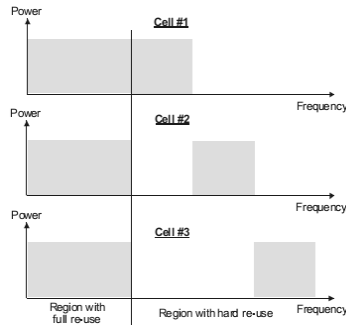 Power
Cell #1
Frequency
Power
Cell #2
Frequency
Power
Cell #3
Frequency
Region with
full re-use
Region with hard re-use